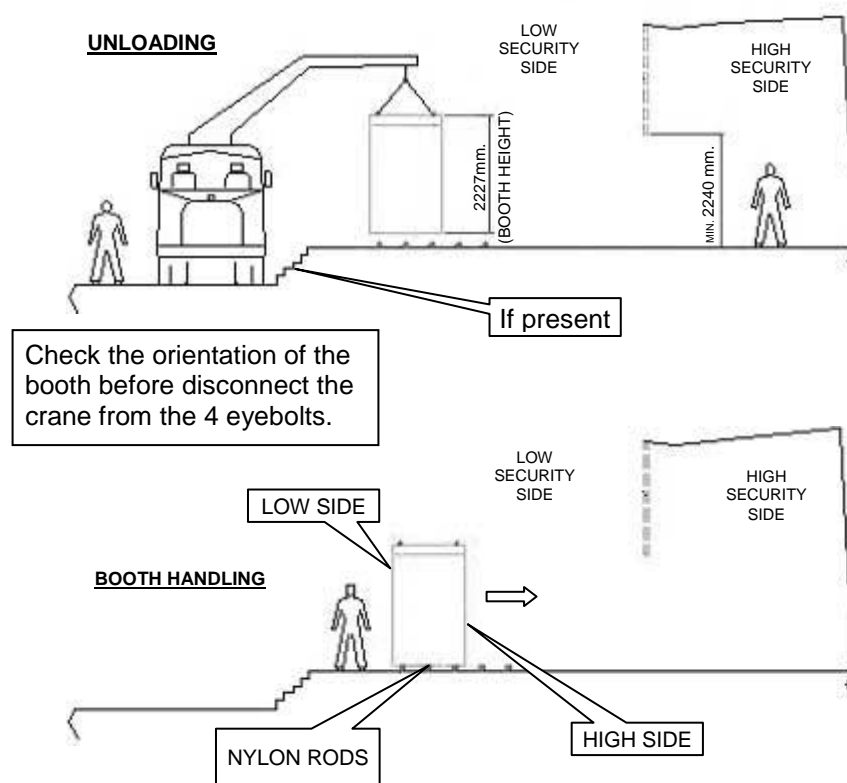 UNLOADING
LOW
SECURITY
SIDE
HIGH
SECURITY
SIDE
2227mm.
(BOOTH HEIGHT)
MIN. 2240 mm.
If present
Check the orientation of the
booth before disconnect the
crane from the 4 eyebolts.
LOW
SECURITY
SIDE
HIGH
SECURITY
SIDE
LOW SIDE
BOOTH HANDLING
NYLON RODS
HIGH SIDE